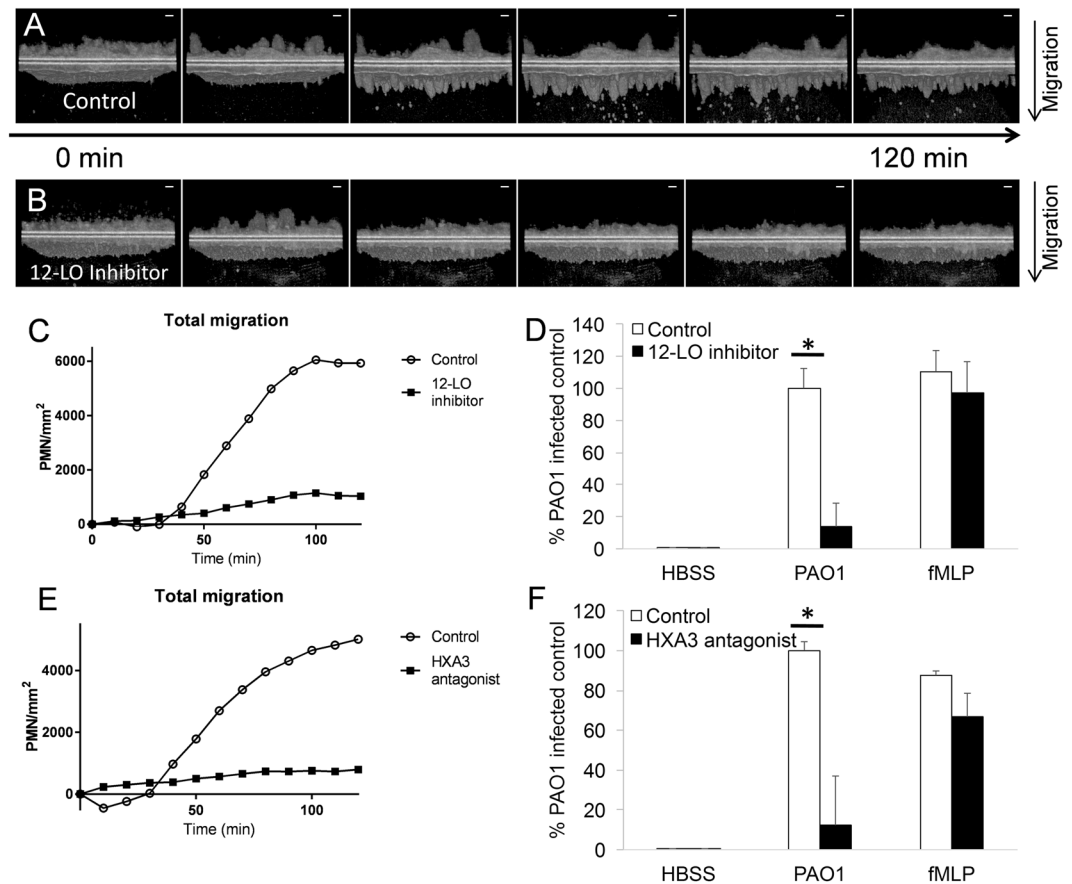 A
Control
Migration
0 min
120 min
B
12-LO Inhibitor
Migration
C
Total migration
PMN/mm²
6000
4000
2000
0
0
50
100
Time (min)
Control
12-LO
inhibitor
D
% PAO1 infected control
140
120
100
80
60
40
20
0
Control
12-LO inhibitor
*
HBSS
PAO1
fMLP
E
Total migration
PMN/mm²
4000
2000
0
50
100
Time (min)
Control
HXA3
antagonist
F
% PAO1 infected control
120
100
80
60
40
20
0
Control
HXA3 antagonist
*
HBSS
PAO1
fMLP